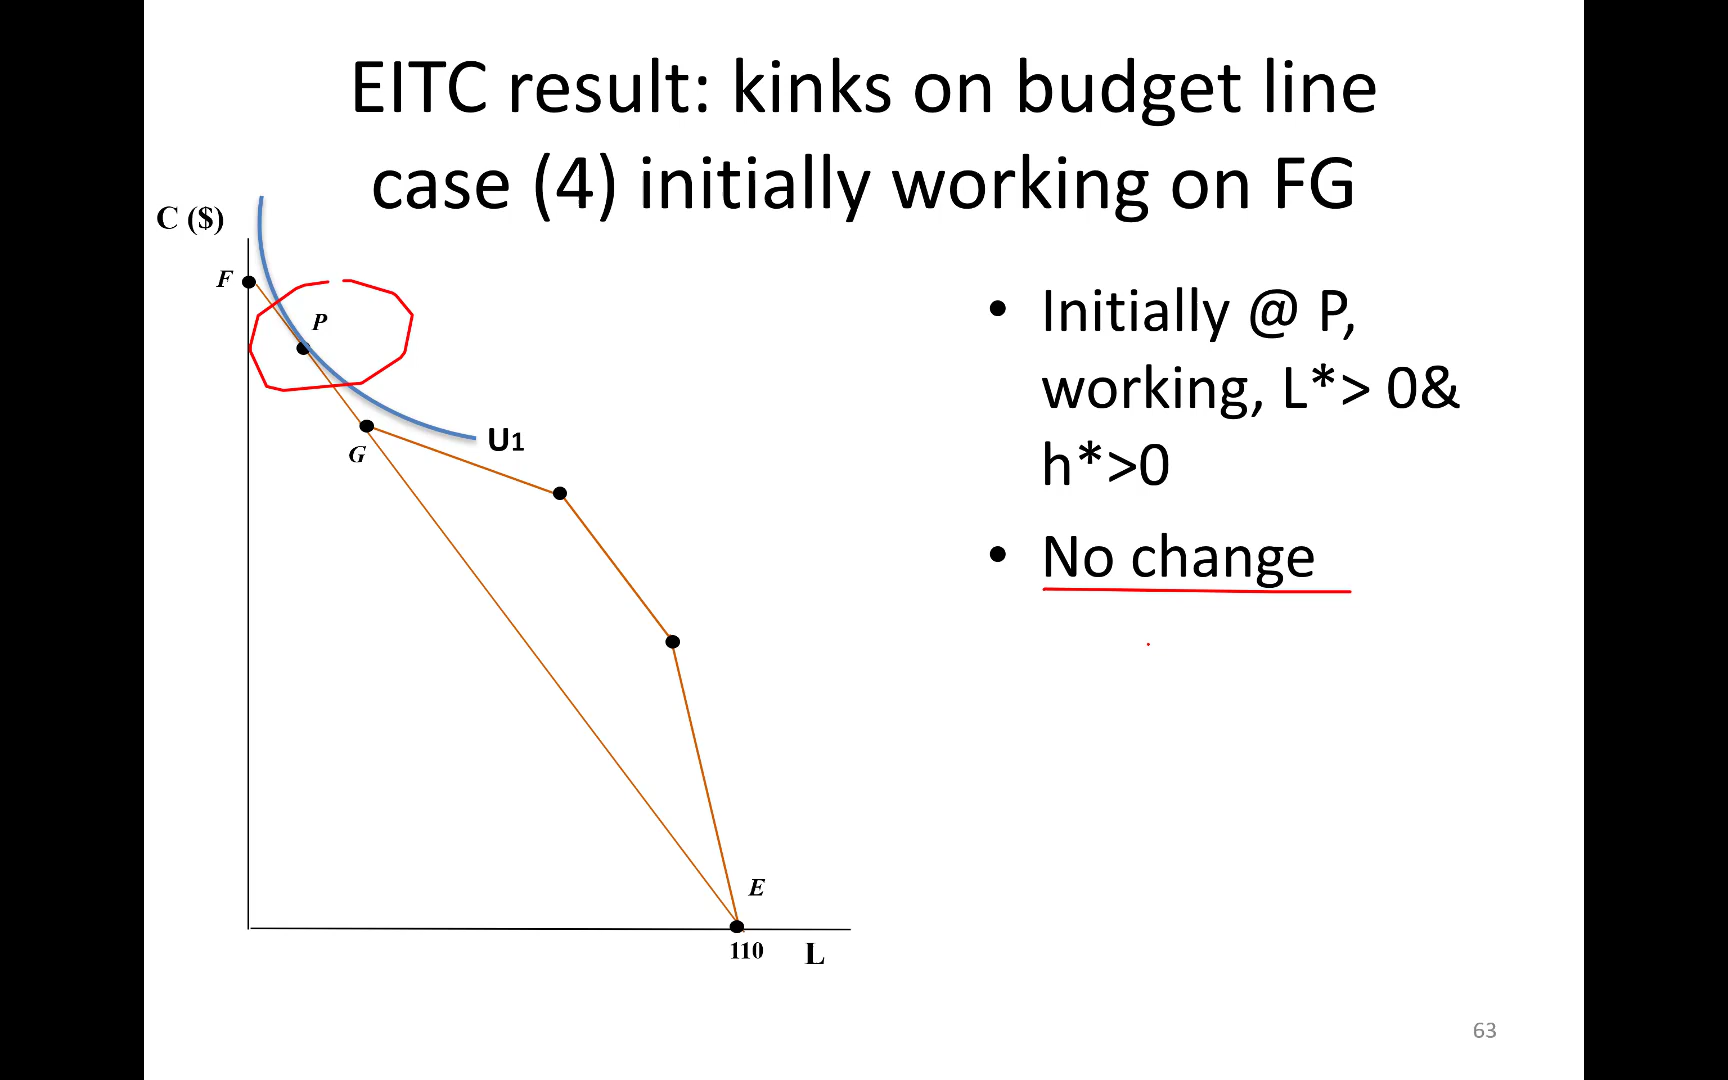 EITC result: kinks on budget line
case (4) initially working on FG
C ($)
F
P
G
U1
E
110
L
• Initially @ P,
working, L*> 0&
h*>0
• No change
63